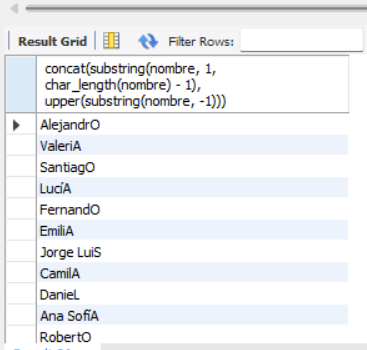 Result Grid Filter Rows:
concat(substring(nombre, 1,
char_length(nombre) - 1),
upper(substring(nombre, -1)))
AlejandrO
ValeriA
SantiagO
LucíA
FernandO
EmiliA
Jorge LuiS
CamilA
DanieL
Ana SofíA
RobertO